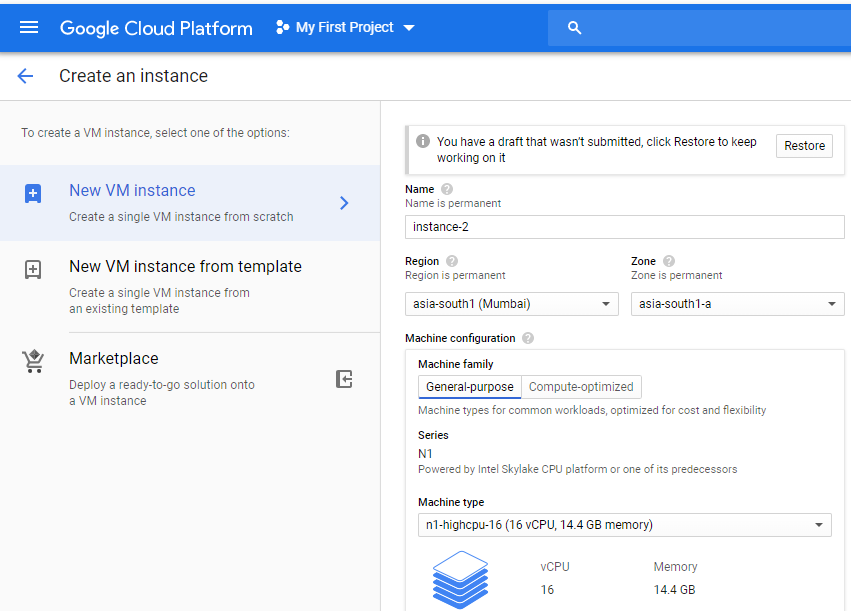 Google Cloud Platform
My First Project
Create an instance
To create a VM instance, select one of the options:
New VM instance
Create a single VM instance from scratch
New VM instance from template
Create a single VM instance from
an existing template
Marketplace
Deploy a ready-to-go solution onto
a VM instance
You have a draft that wasn't submitted, click Restore to keep
working on it
Restore
Name ?
Name is permanent
instance-2
Region ?
Region is permanent
asia-south1 (Mumbai)
Zone ?
Zone is permanent
asia-south1-a
Machine configuration ?
Machine family
General-purpose
Compute-optimized
Machine types for common workloads, optimized for cost and flexibility
Series
N1
Powered by Intel Skylake CPU platform or one of its predecessors
Machine type
n1-highcpu-16 (16 vCPU, 14.4 GB memory)
vCPU
16
Memory
14.4 GB